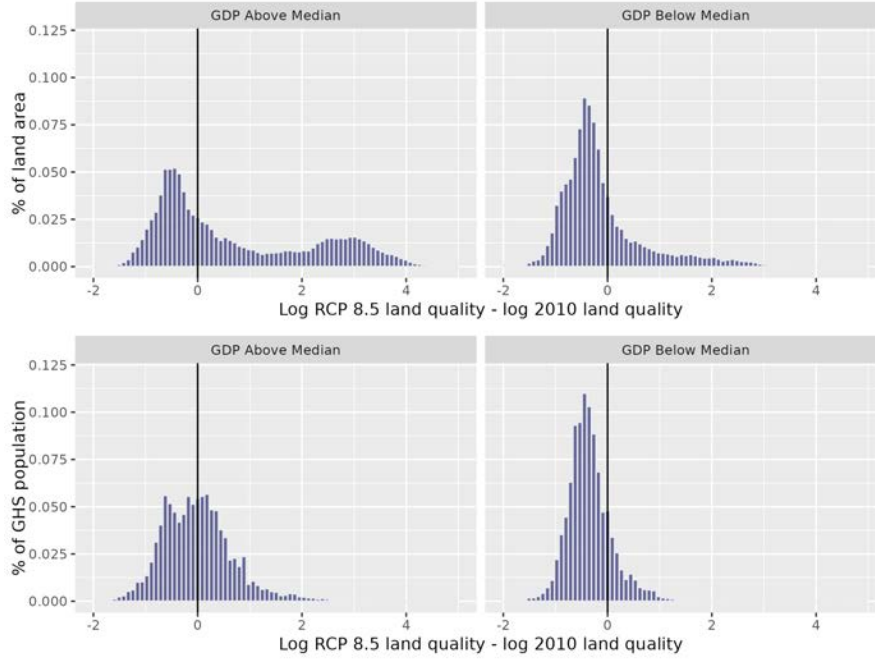 GDP Above Median
GDP Below Median
0.125
0.100
0.075
0.050
0.025
0.000
% of land area
-2 0 2 4
-2 0 2 4
Log RCP 8.5 land quality - log 2010 land quality
GDP Above Median
GDP Below Median
0.125
0.100
0.075
0.050
0.025
0.000
% of GHS population
-2 0 2 4
-2 0 2 4
Log RCP 8.5 land quality - log 2010 land quality